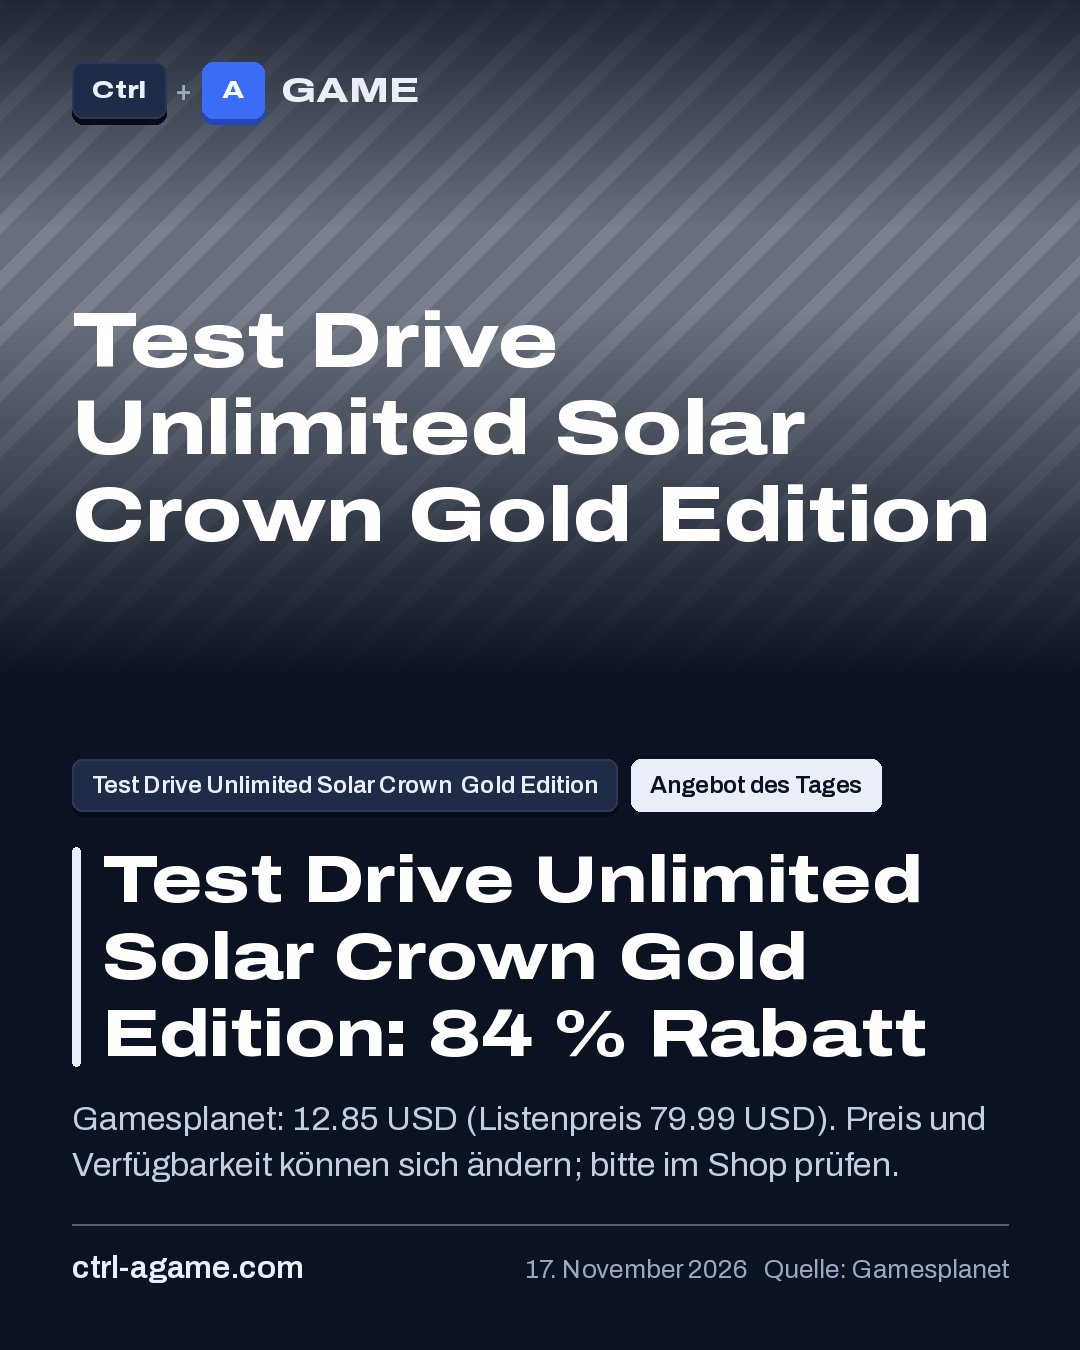 Ctrl + A GAME
Test Drive
Unlimited Solar
Crown Gold Edition
Test Drive Unlimited Solar Crown Gold Edition
Angebot des Tages
Test Drive Unlimited
Solar Crown Gold
Edition: 84 % Rabatt
Gamesplanet: 12.85 USD (Listenpreis 79.99 USD). Preis und
Verfügbarkeit können sich ändern; bitte im Shop prüfen.
ctrl-agame.com
17. November 2026 Quelle: Gamesplanet